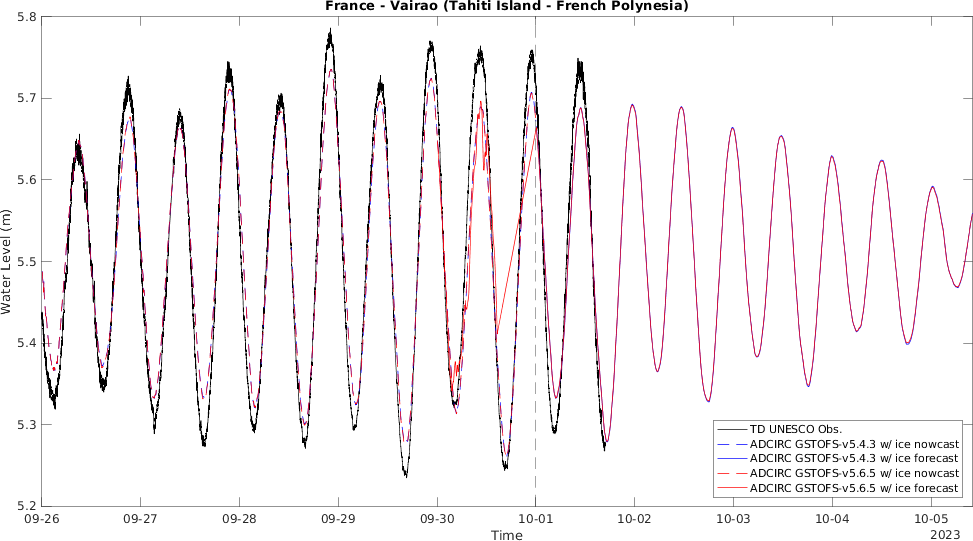 France - Vairao (Tahiti Island - French Polynesia)
5.8
5.7
5.6
5.5
5.4
5.3
5.2
Water Level (m)
09-26 09-27 09-28 09-29 09-30 10-01 10-02 10-03 10-04 10-05
Time
2023
TD UNESCO Obs.
ADCIRC GSTOFS-v5.4.3 w/ ice nowcast
ADCIRC GSTOFS-v5.4.3 w/ ice forecast
ADCIRC GSTOFS-v5.6.5 w/ ice nowcast
ADCIRC GSTOFS-v5.6.5 w/ ice forecast